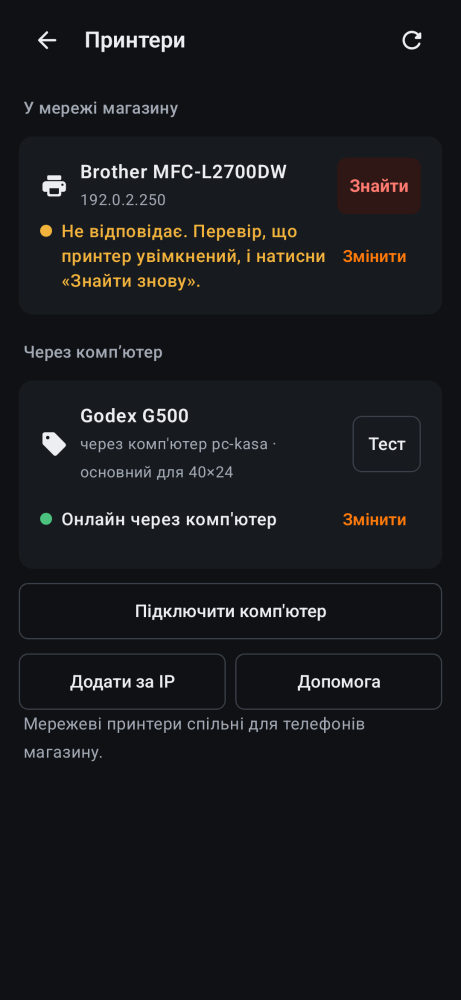 Принтери
У мережі магазину
Brother MFC-L2700DW
192.0.2.250
Знайти
Не відповідає. Перевір, що
принтер увімкнений, і натисни
«Знайти знову».
Змінити
Через комп’ютер
Godex G500
через комп'ютер pc-kasa ·
основний для 40×24
Тест
Онлайн через комп'ютер
Змінити
Підключити комп'ютер
Додати за IP
Допомога
Мережеві принтери спільні для телефонів
магазину.